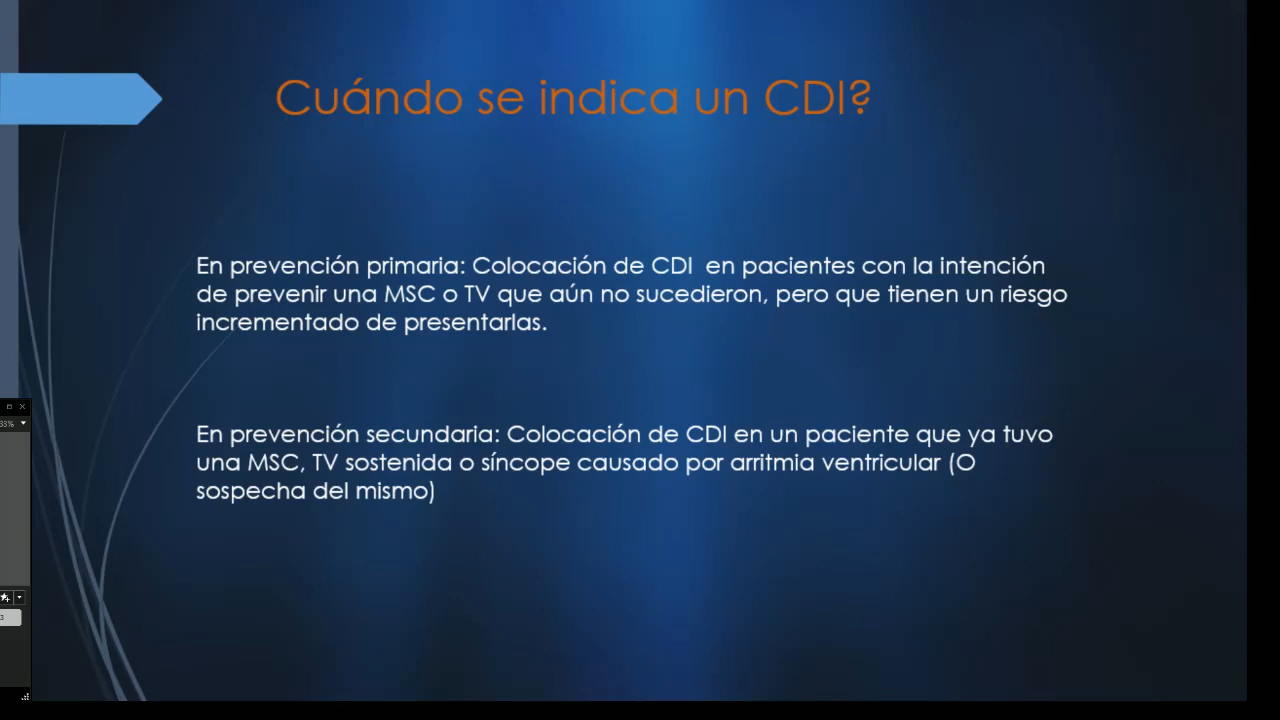 Cuándo se indica un CDI?
En prevención primaria: Colocación de CDI en pacientes con la intención
de prevenir una MSC o TV que aún no sucedieron, pero que tienen un riesgo
incrementado de presentarlas.
En prevención secundaria: Colocación de CDI en un paciente que ya tuvo
una MSC, TV sostenida o síncope causado por arritmia ventricular (O
sospecha del mismo)
33%
3